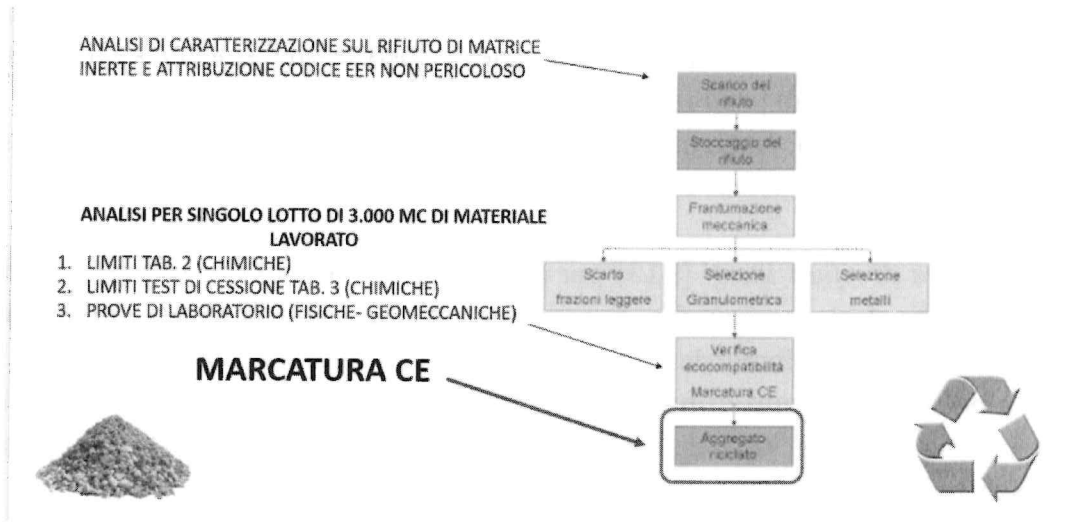 ANALISI DI CARATTERIZZAZIONE SUL RIFIUTO DI MATRICE
INERTE E ATTRIBUZIONE CODICE EER NON PERICOLOSO
Scarico del
rifiuto
Stoccaggio del
rifiuto
ANALISI PER SINGOLO LOTTO DI 3.000 MC DI MATERIALE
LAVORATO
1. LIMITI TAB. 2 (CHIMICHE)
2. LIMITI TEST DI CESSIONE TAB. 3 (CHIMICHE)
3. PROVE DI LABORATORIO (FISICHE- GEOMECCANICHE)
Frantumazione
meccanica
Scarto
frazioni leggere
Selezione
Granulometrica
Selezione
metalli
Verifica
ecocompatibilità
Marcatura CE
MARCATURA CE
Aggregato
riciclato